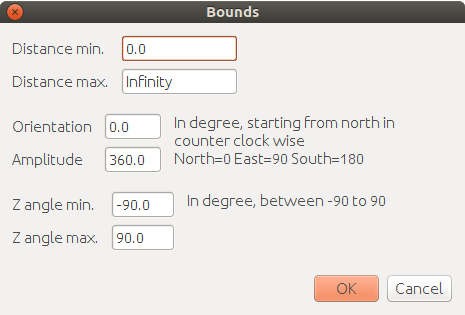 Bounds
Distance min. 0.0
Distance max. Infinity
Orientation 0.0 In degree, starting from north in
counter clock wise
Amplitude 360.0 North=0 East=90 South=180
Z angle min. -90.0 In degree, between -90 to 90
Z angle max. 90.0
OK Cancel